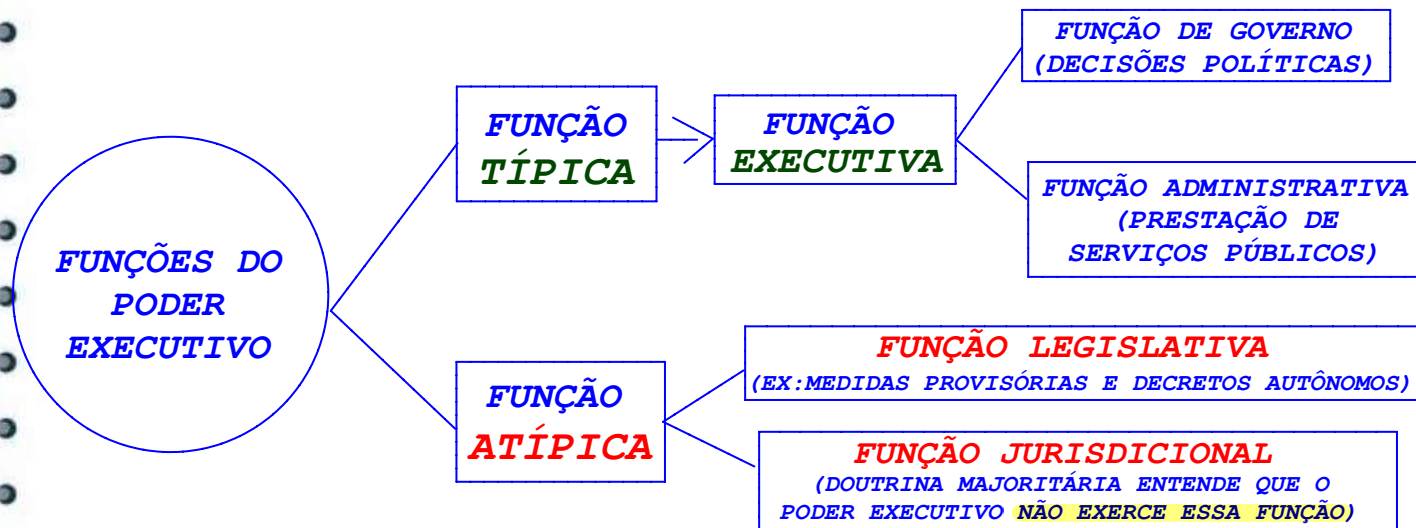 FUNÇÕES DO
PODER
EXECUTIVO
FUNÇÃO
TÍPICA
FUNÇÃO
EXECUTIVA
FUNÇÃO DE GOVERNO
(DECISÕES POLÍTICAS)
FUNÇÃO ADMINISTRATIVA
(PRESTAÇÃO DE
SERVIÇOS PÚBLICOS)
FUNÇÃO
ATÍPICA
FUNÇÃO LEGISLATIVA
(EX:MEDIDAS PROVISÓRIAS E DECRETOS AUTÔNOMOS)
FUNÇÃO JURISDICIONAL
(DOUTRINA MAJORITÁRIA ENTENDE QUE O
PODER EXECUTIVO NÃO EXERCE ESSA FUNÇÃO)